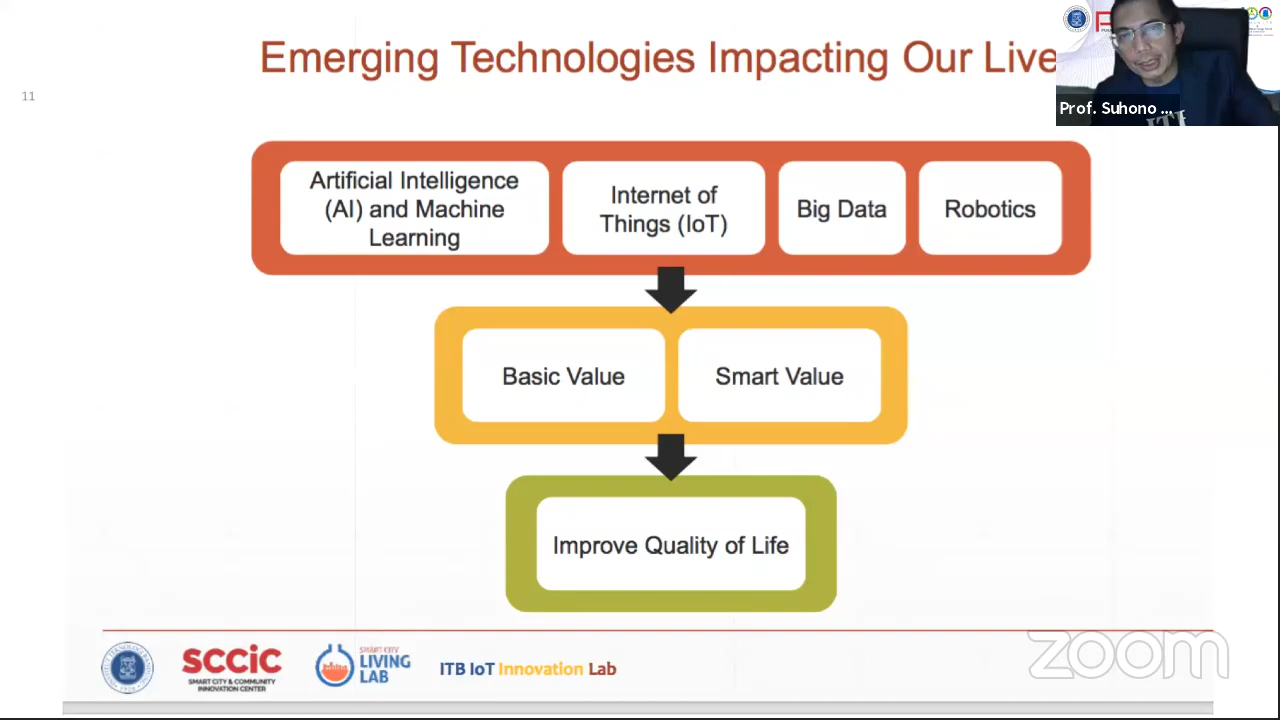 Emerging Technologies Impacting Our Live
11
Prof. Suhono ...
Artificial Intelligence
(AI) and Machine
Learning
Internet of
Things (IoT)
Big Data
Robotics
Basic Value
Smart Value
Improve Quality of Life
SCCIC
SMART CITY & COMMUNITY
INNOVATION CENTER
SMART CITY
LIVING
LAB
ITB IoT Innovation Lab
zoom